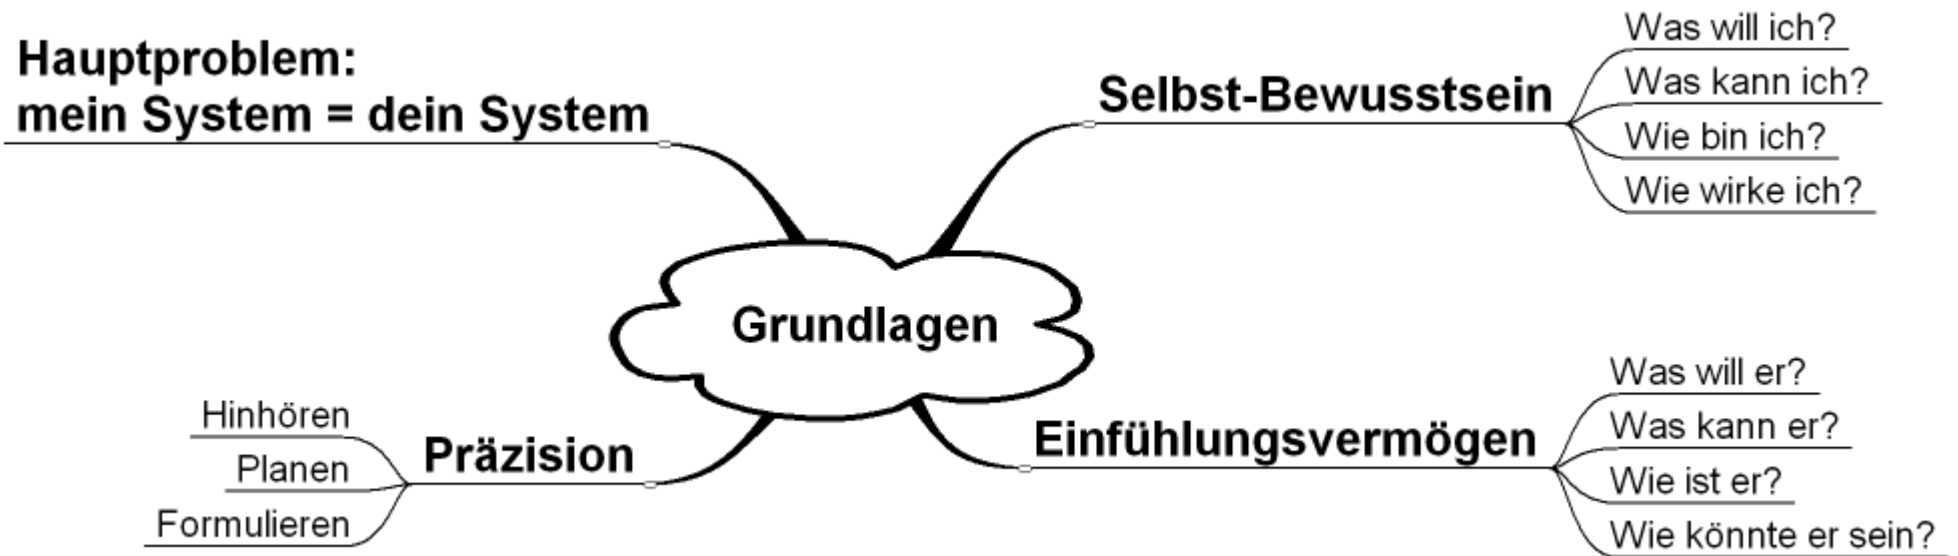 Hauptproblem:
mein System = dein System
Selbst-Bewusstsein
Was will ich?
Was kann ich?
Wie bin ich?
Wie wirke ich?
Grundlagen
Präzision
Hinhören
Planen
Formulieren
Einfühlungsvermögen
Was will er?
Was kann er?
Wie ist er?
Wie könnte er sein?